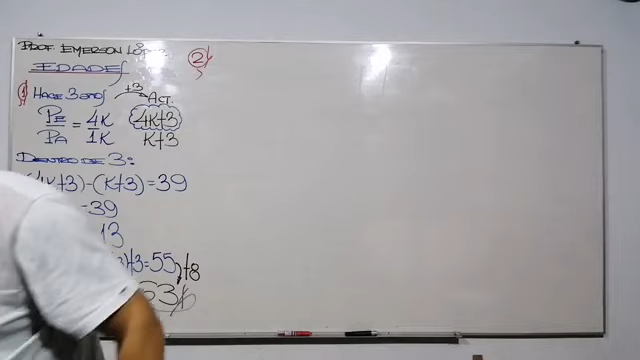 PROF EMERSON LÓPEZ
EDADES
1 HACE 3 AÑOS +3 ACT.
PE/PA = 4K/1K 4K+3
K+3
DENTRO DE 3:
(4K+3)-(K+3)=39
=39
13
+3=55 +8
63
2